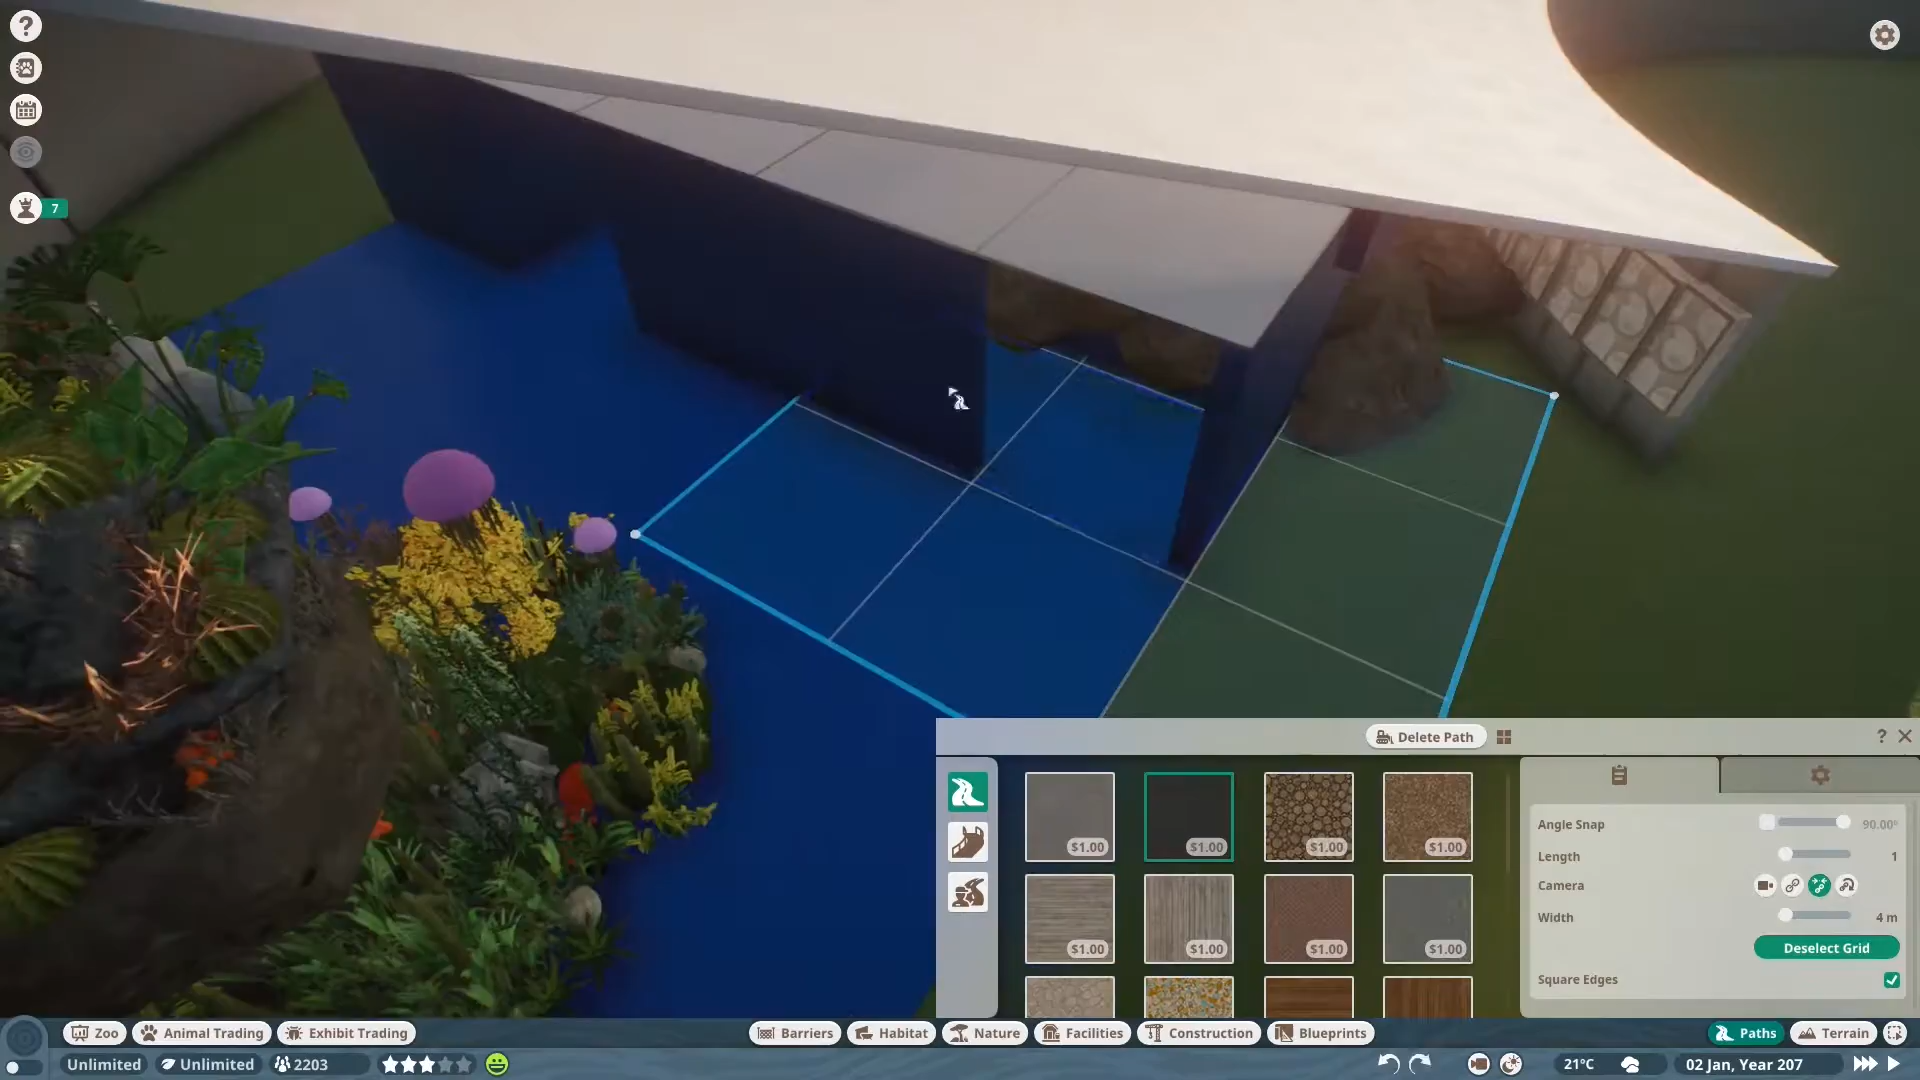 ?
7
Delete Path
?
$1.00 $1.00 $1.00 $1.00
$1.00 $1.00 $1.00 $1.00
Angle Snap 90.00°
Length 1
Camera
Width 4 m
Deselect Grid
Square Edges
Zoo Animal Trading Exhibit Trading Barriers Habitat Nature Facilities Construction Blueprints Paths Terrain
Unlimited Unlimited 2203 21°C 02 Jan, Year 207